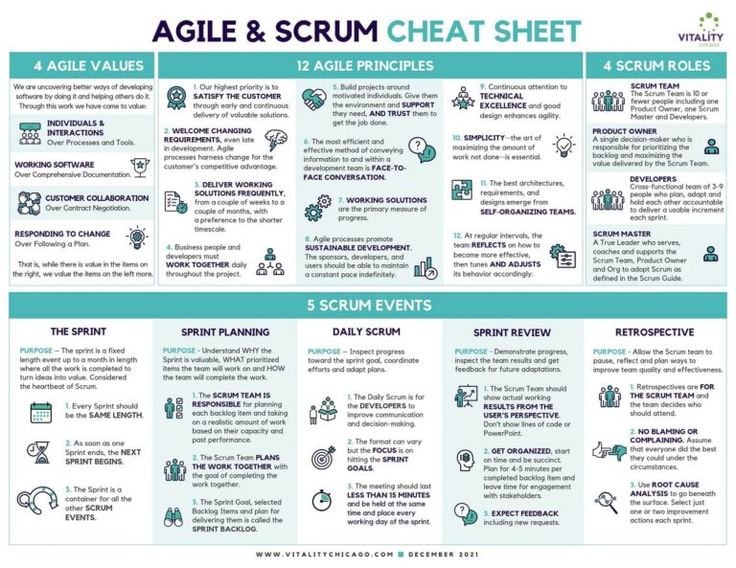 AGILE & SCRUM CHEAT SHEET
VITALITY
CHICAGO
4 AGILE VALUES
We are uncovering better ways of developing
software by doing it and helping others do it.
Through this work we have come to value:
INDIVIDUALS &
INTERACTIONS
Over Processes and Tools.
WORKING SOFTWARE
Over Comprehensive Documentation.
CUSTOMER COLLABORATION
Over Contract Negotiation.
RESPONDING TO CHANGE
Over Following a Plan.
That is, while there is value in the items on
the right, we value the items on the left more.
12 AGILE PRINCIPLES
1. Our highest priority is to
SATISFY THE CUSTOMER
through early and continuous
delivery of valuable solutions.
2. WELCOME CHANGING
REQUIREMENTS, even late
in development. Agile
processes harness change for the
customer's competitive advantage.
3. DELIVER WORKING
SOLUTIONS FREQUENTLY,
from a couple of weeks to a
couple of months, with
a preference to the shorter
timescale.
4. Business people and
developers must
WORK TOGETHER daily
throughout the project.
5. Build projects around
motivated individuals. Give them
the environment and SUPPORT
they need, AND TRUST them to
get the job done.
6. The most efficient and
effective method of conveying
information to and within a
development team is FACE-TO-
FACE CONVERSATION.
7. WORKING SOLUTIONS
are the primary measure of
progress.
8. Agile processes promote
SUSTAINABLE DEVELOPMENT.
The sponsors, developers, and
users should be able to maintain
a constant pace indefinitely.
9. Continuous attention to
TECHNICAL
EXCELLENCE and good
design enhances agility.
10. SIMPLICITY—the art of
maximizing the amount of
work not done—is essential.
11. The best architectures,
requirements, and
designs emerge from
SELF-ORGANIZING TEAMS.
12. At regular intervals, the
team REFLECTS on how to
become more effective,
then tunes AND ADJUSTS
its behavior accordingly.
4 SCRUM ROLES
SCRUM TEAM
The Scrum Team is 10 or
fewer people including one
Product Owner, one Scrum
Master and Developers.
PRODUCT OWNER
A single decision-maker who is
responsible for prioritizing the
backlog and maximizing the
value delivered by the Scrum Team.
DEVELOPERS
Cross-functional team of 3-9
people who plan, adapt and
hold each other accountable
to deliver a usable increment
each sprint.
SCRUM MASTER
A True Leader who serves,
coaches and supports the
Scrum Team, Product Owner
and Org to adopt Scrum as
defined in the Scrum Guide.
5 SCRUM EVENTS
THE SPRINT
PURPOSE – The sprint is a fixed
length event up to a month in length
where all the work is completed to
turn ideas into value. Considered
the heartbeat of Scrum.
1. Every Sprint should
be the SAME LENGTH.
2. As soon as one
Sprint ends, the NEXT
SPRINT BEGINS.
3. The Sprint is a
container for all the
other SCRUM
EVENTS.
SPRINT PLANNING
PURPOSE - Understand WHY the
Sprint is valuable, WHAT prioritized
items the team will work on and HOW
the team will complete the work.
1. The SCRUM TEAM IS
RESPONSIBLE for planning
each backlog item and taking
on a realistic amount of work
based on their capacity and
past performance.
2. The Scrum Team PLANS
THE WORK TOGETHER with
the goal of completing the
work together.
3. The Sprint Goal, selected
Backlog Items and plan for
delivering them is called the
SPRINT BACKLOG.
DAILY SCRUM
PURPOSE – Inspect progress
toward the sprint goal, coordinate
efforts and adapt plans.
1. The Daily Scrum is for
the DEVELOPERS to
improve communication
and decision-making.
2. The format can vary
but the FOCUS is on
hitting the SPRINT
GOALS.
3. The meeting should last
LESS THAN 15 MINUTES
and be held at the same
time and place every
working day of the sprint.
SPRINT REVIEW
PURPOSE - Demonstrate progress,
inspect the team results and get
feedback for future adaptations.
1. The Scrum Team should
show actual working
RESULTS FROM THE
USER'S PERSPECTIVE.
Don't show lines of code or
PowerPoint.
2. GET ORGANIZED, start
on time and be succinct.
Plan for 4-5 minutes per
completed backlog item and
leave time for engagement
with stakeholders.
3. EXPECT FEEDBACK
including new requests.
RETROSPECTIVE
PURPOSE - Allow the Scrum team to
pause, reflect and plan ways to
improve team quality and effectiveness.
1. Retrospectives are FOR
THE SCRUM TEAM and
the team decides who
should attend.
2. NO BLAMING OR
COMPLAINING. Assume
that everyone did the best
they could under the
circumstances.
3. Use ROOT CAUSE
ANALYSIS to go beneath
the surface. Select just
one or two improvement
actions each sprint.
WWW.VITALITYCHICAGO.COM ■ DECEMBER 2021